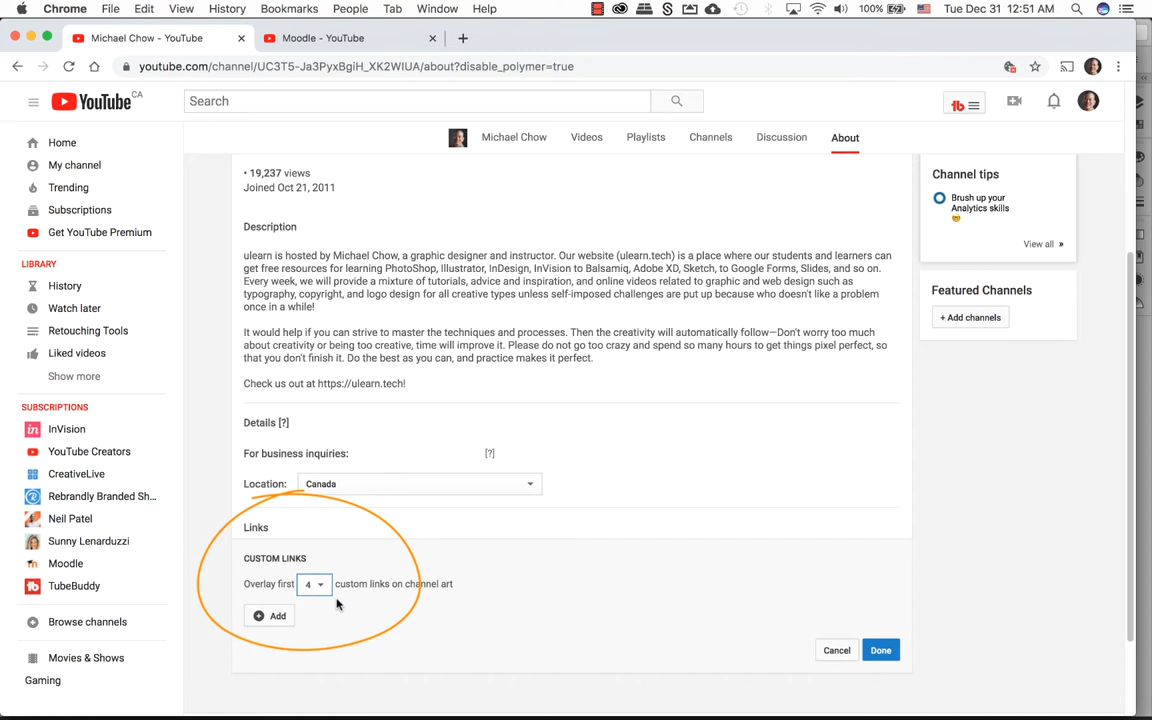 Chrome File Edit View History Bookmarks People Tab Window Help 100% Tue Dec 31 12:51 AM
Michael Chow - YouTube
Moodle - YouTube
youtube.com/channel/UC3T5-Ja3PyxBgiH_XK2WIUA/about?disable_polymer=true
YouTube CA
Search
tb
Home
My channel
Trending
Subscriptions
Get YouTube Premium
LIBRARY
History
Watch later
Retouching Tools
Liked videos
Show more
SUBSCRIPTIONS
in InVision
YouTube Creators
CreativeLive
Rebrandly Branded Sh...
Neil Patel
Sunny Lenarduzzi
Moodle
TubeBuddy
Browse channels
Movies & Shows
Gaming
Michael Chow Videos Playlists Channels Discussion About
• 19,237 views
Joined Oct 21, 2011
Description
ulearn is hosted by Michael Chow, a graphic designer and instructor. Our website (ulearn.tech) is a place where our students and learners can
get free resources for learning PhotoShop, Illustrator, InDesign, InVision to Balsamiq, Adobe XD, Sketch, to Google Forms, Slides, and so on.
Every week, we will provide a mixture of tutorials, advice and inspiration, and online videos related to graphic and web design such as
typography, copyright, and logo design for all creative types unless self-imposed challenges are put up because who doesn't like a problem
once in a while!
It would help if you can strive to master the techniques and processes. Then the creativity will automatically follow—Don't worry too much
about creativity or being too creative, time will improve it. Please do not go too crazy and spend so many hours to get things pixel perfect, so
that you don't finish it. Do the best as you can, and practice makes it perfect.
Check us out at https://ulearn.tech!
Details [?]
For business inquiries: [?]
Location: Canada
Links
CUSTOM LINKS
Overlay first 4 custom links on channel art
Add
Cancel Done
Channel tips
Brush up your
Analytics skills
View all »
Featured Channels
+ Add channels